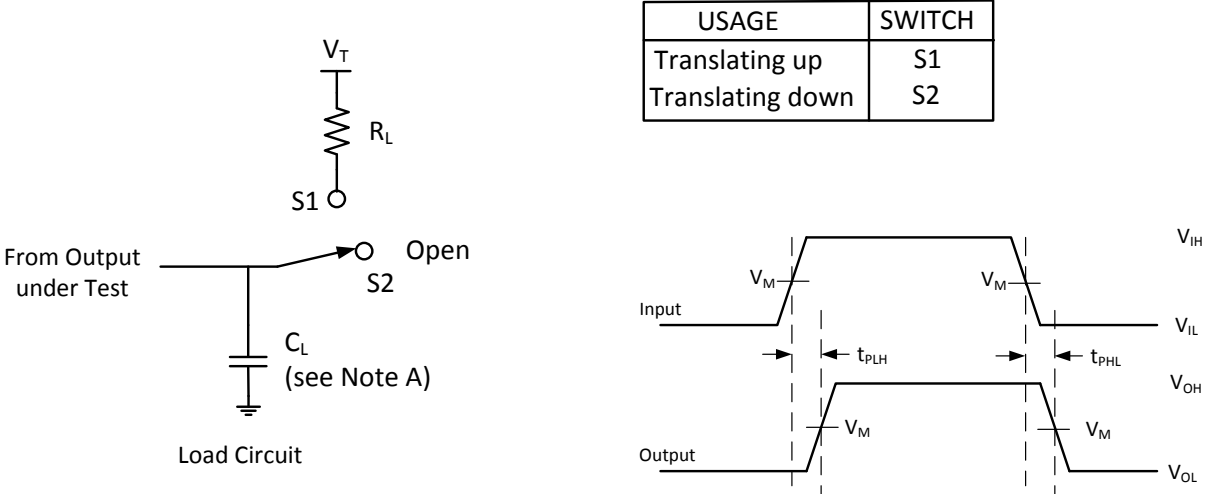 V_T
R_L
S1
From Output
under Test
Open
S2
C_L
(see Note A)
Load Circuit
USAGE SWITCH
Translating up S1
Translating down S2
V_IH
V_M V_M
Input
V_IL
t_PLH t_PHL
V_OH
V_M V_M
Output
V_OL